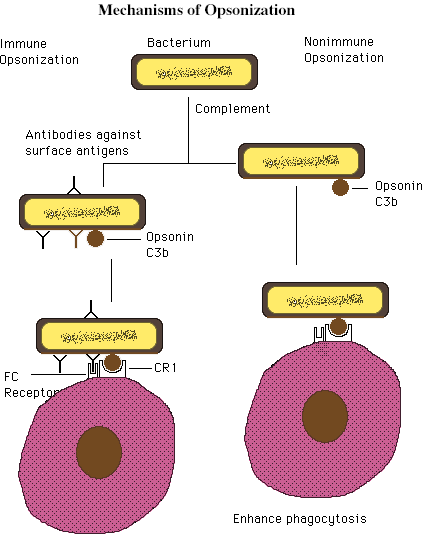 Mechanisms of Opsonization
Immune
Opsonization
Bacterium
Nonimmune
Opsonization
Complement
Antibodies against
surface antigens
Opsonin
C3b
Opsonin
C3b
FC
Receptor
CR1
Enhance phagocytosis